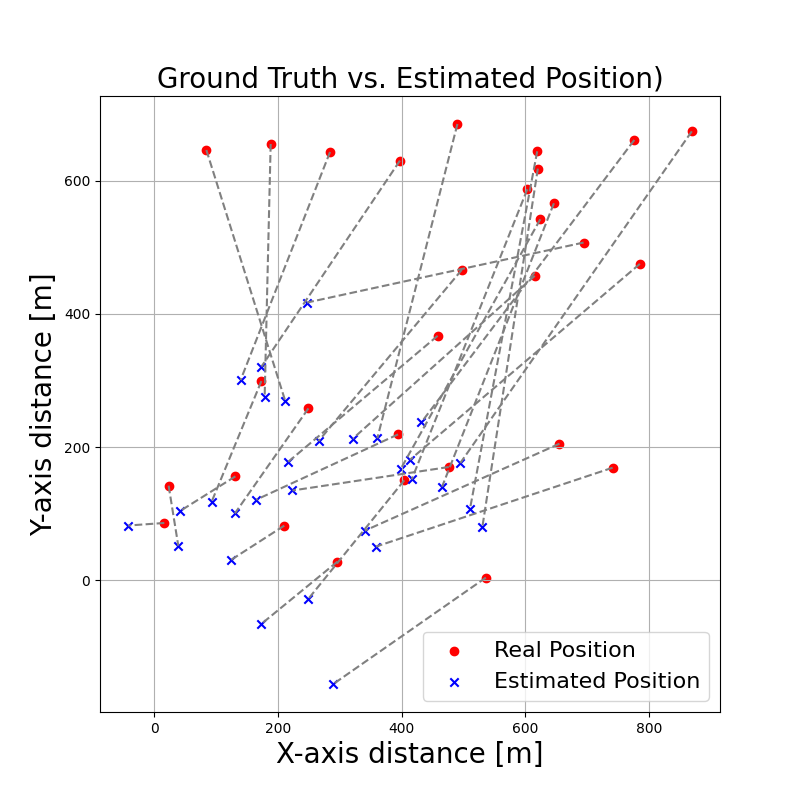 Ground Truth vs. Estimated Position)
Y-axis distance [m]
600
400
200
0
0 200 400 600 800
X-axis distance [m]
Real Position
Estimated Position